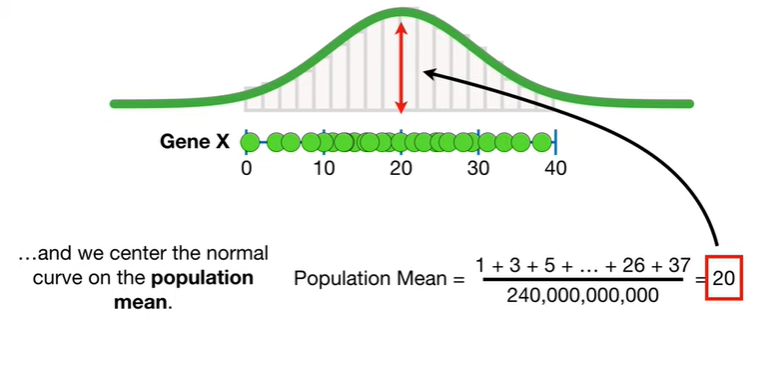 Gene X
0 10 20 30 40
...and we center the normal
curve on the population
mean.
Population Mean = 1 + 3 + 5 + ... + 26 + 37 = 20
240,000,000,000